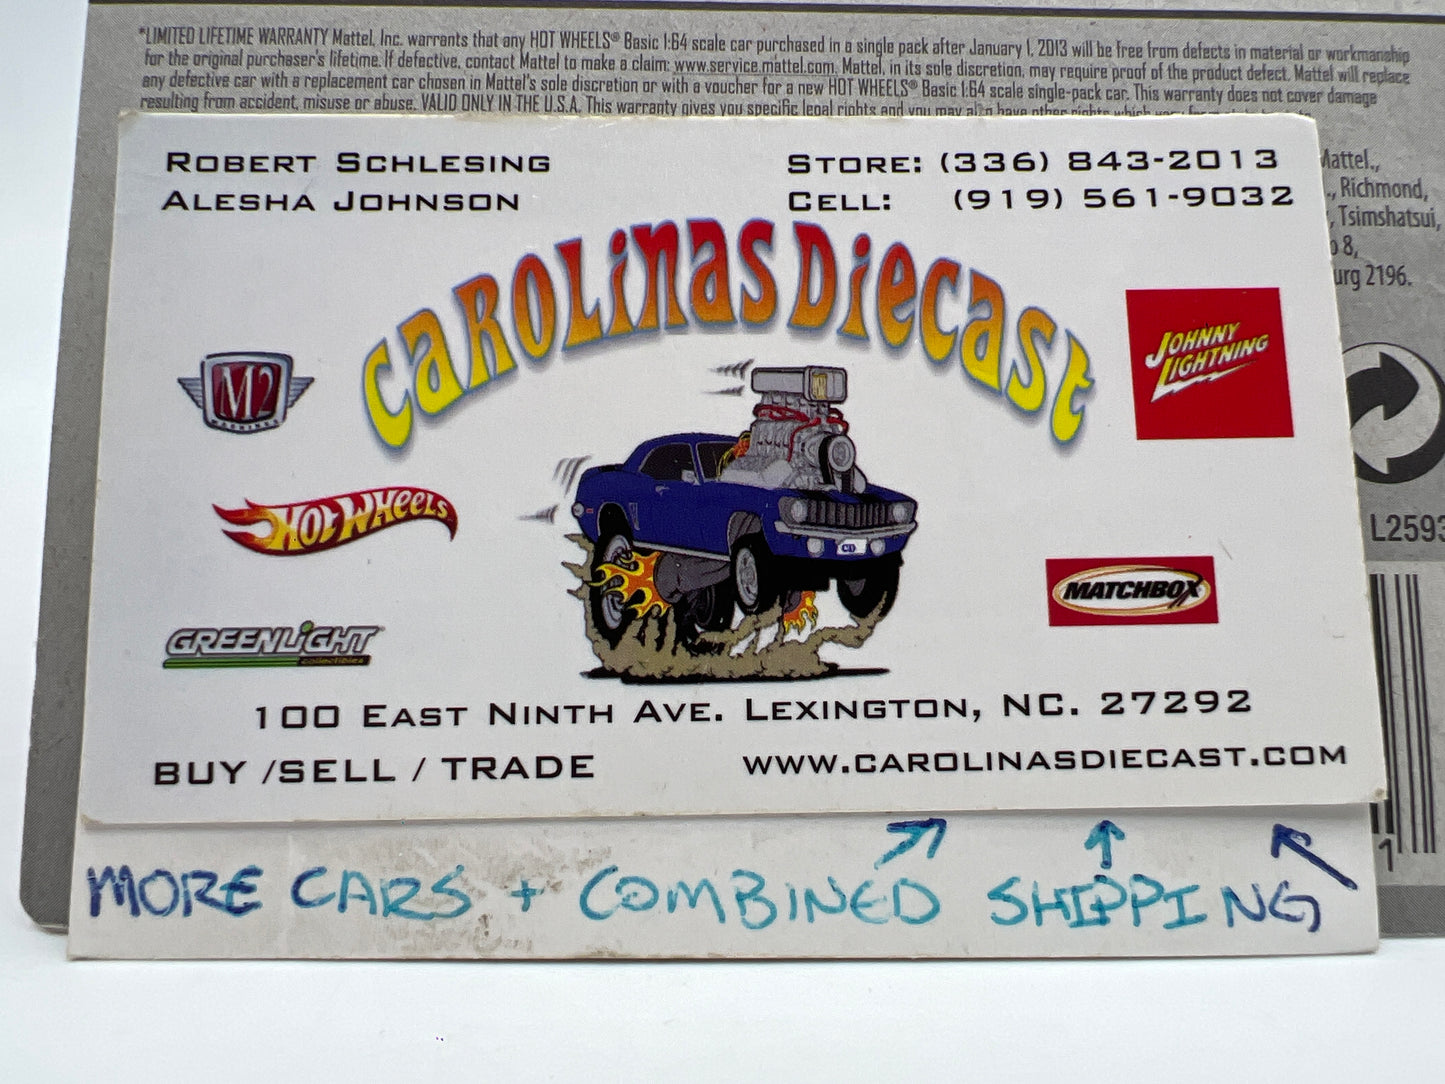 *LIMITED LIFETIME WARRANTY Mattel, Inc. warrants that any HOT WHEELS® Basic 1:64 scale car purchased in a single pack after January 1, 2013 will be free from defects in material or workmanship
for the original purchaser's lifetime. If defective, contact Mattel to make a claim: www.service.mattel.com. Mattel, in its sole discretion, may require proof of the product defect. Mattel will replace
any defective car with a replacement car chosen in Mattel's sole discretion or with a voucher for a new HOT WHEELS® Basic 1:64 scale single-pack car. This warranty does not cover damage
resulting from accident, misuse or abuse. VALID ONLY IN THE U.S.A. This warranty gives you specific legal rights and you may also have other rights which
Mattel.,
Richmond,
Tsimshatsui,
8,
2196.
L2593
1
ROBERT SCHLESING
ALESHA JOHNSON
STORE: (336) 843-2013
CELL: (919) 561-9032
CAROLINAS DIECAST
M2
MACHINES
JOHNNY
LIGHTNING
HOT WHEELS
MATCHBOX
GREENLIGHT
collectibles
100 EAST NINTH AVE. LEXINGTON, NC. 27292
BUY /SELL / TRADE
WWW.CAROLINASDIECAST.COM
MORE CARS + COMBINED SHIPPING